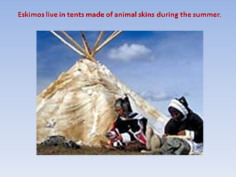 Eskimos live in tents made of animal skins during the summer.